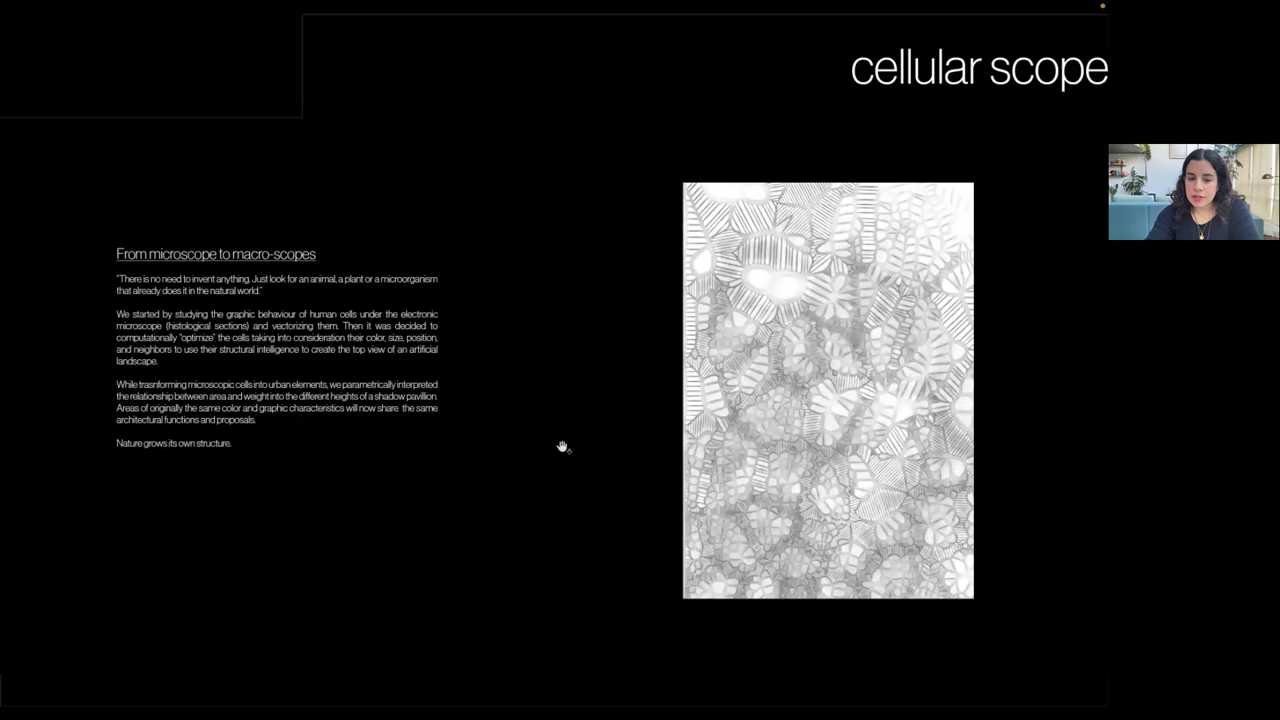 cellular scope
From microscope to macro-scopes
"There is no need to invent anything. Just look for an animal, a plant or a microorganism
that already does it in the natural world."
We started by studying the graphic behaviour of human cells under the electronic
microscope (histological sections) and vectorizing them. Then it was decided to
computationally "optimize" the cells taking into consideration their color, size, position,
and neighbors to use their structural intelligence to create the top view of an artificial
landscape.
While trasnforming microscopic cells into urban elements, we parametrically interpreted
the relationship between area and weight into the different heights of a shadow pavillion.
Areas of originally the same color and graphic characteristics will now share the same
architectural functions and proposals.
Nature grows its own structure.